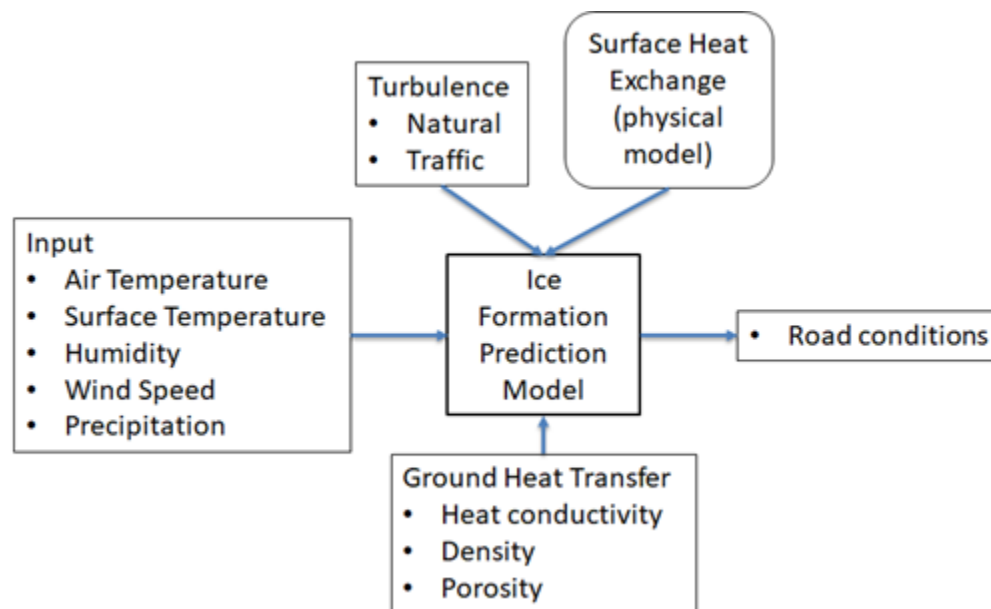 Turbulence
• Natural
• Traffic
Surface Heat
Exchange
(physical
model)
Input
• Air Temperature
• Surface Temperature
• Humidity
• Wind Speed
• Precipitation
Ice
Formation
Prediction
Model
• Road conditions
Ground Heat Transfer
• Heat conductivity
• Density
• Porosity